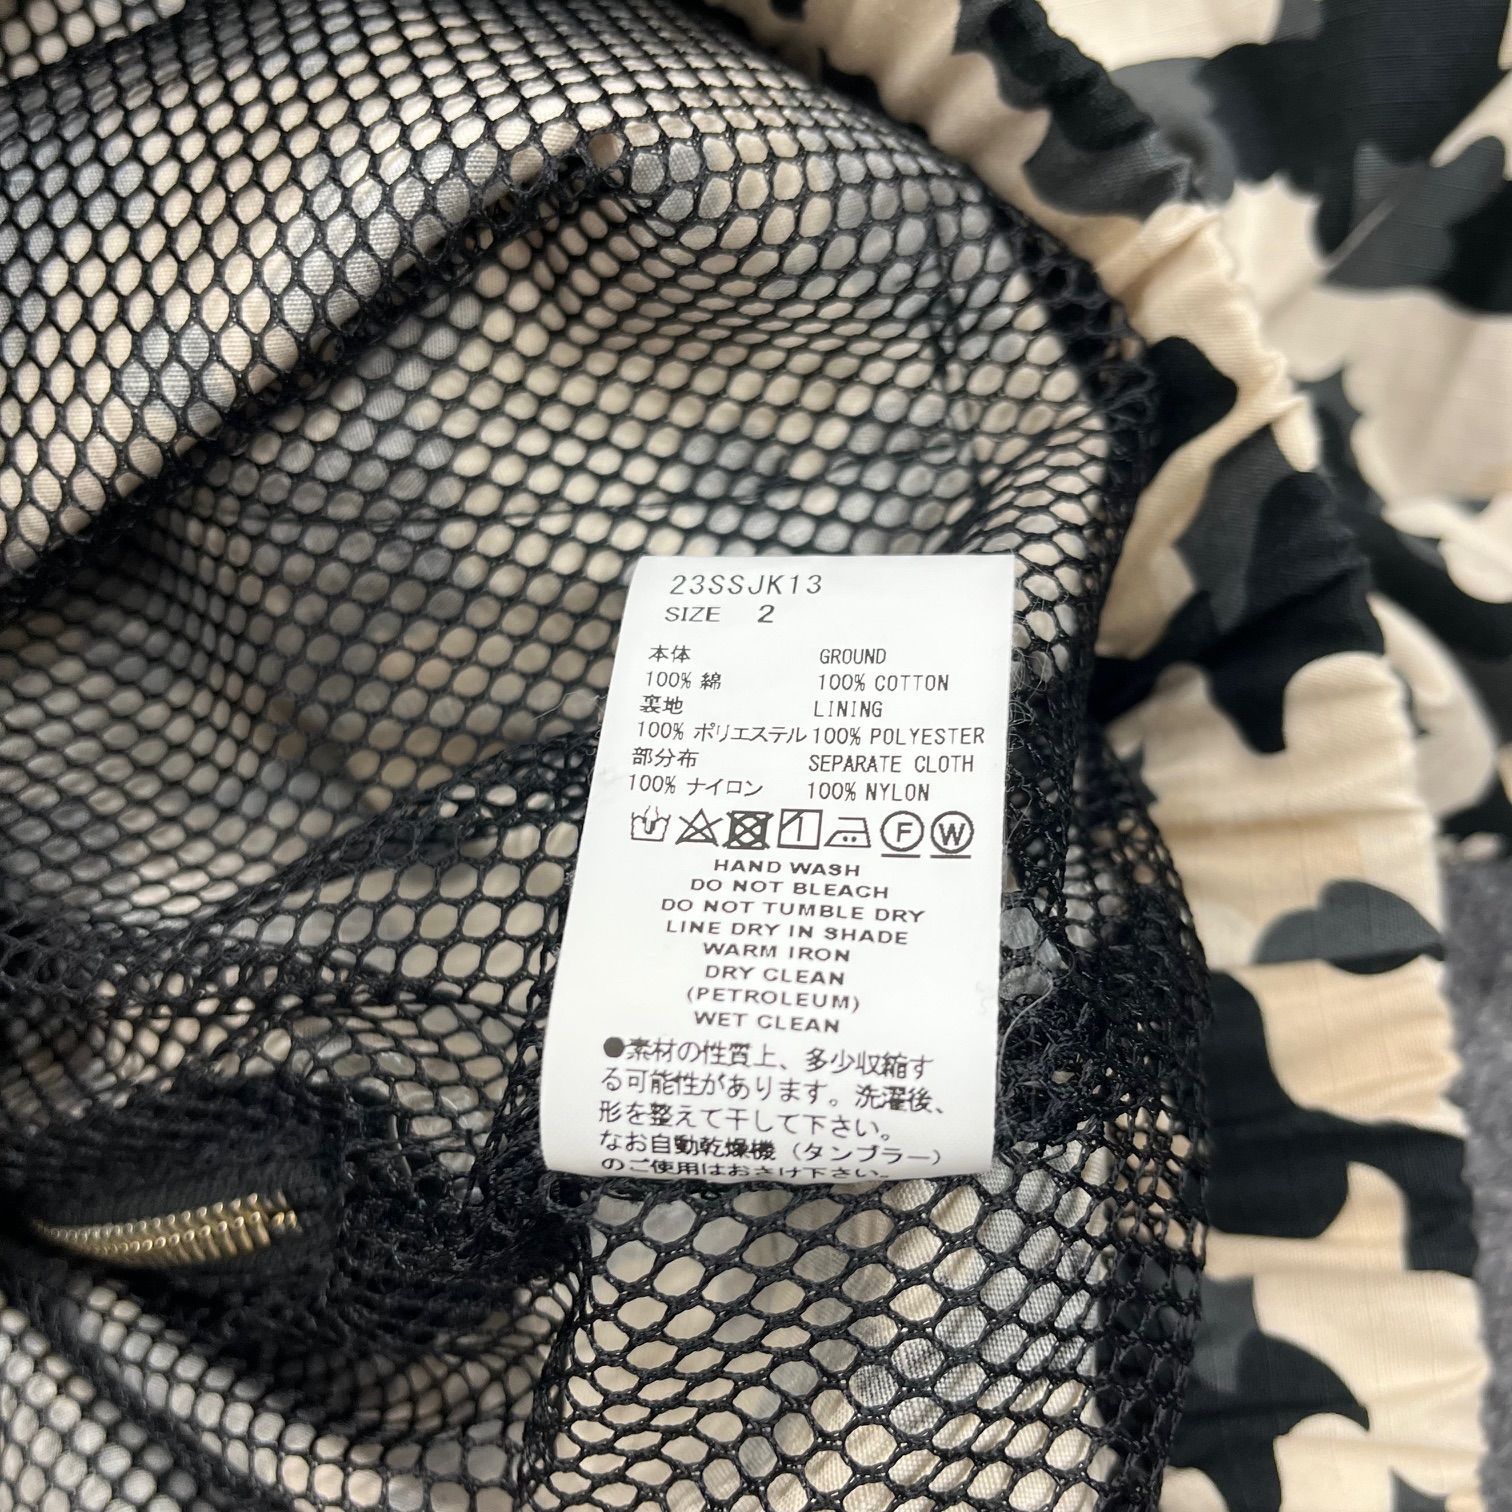 23SSJK13
SIZE 2
本体 GROUND
100% 綿 100% COTTON
裏地 LINING
100% ポリエステル 100% POLYESTER
部分布 SEPARATE CLOTH
100% ナイロン 100% NYLON
F W
HAND WASH
DO NOT BLEACH
DO NOT TUMBLE DRY
LINE DRY IN SHADE
WARM IRON
DRY CLEAN
(PETROLEUM)
WET CLEAN
●素材の性質上、多少収縮す
る可能性があります。洗濯後、
形を整えて干して下さい。
なお自動乾燥機(タンブラー)
のご使用はおさけ下さい。